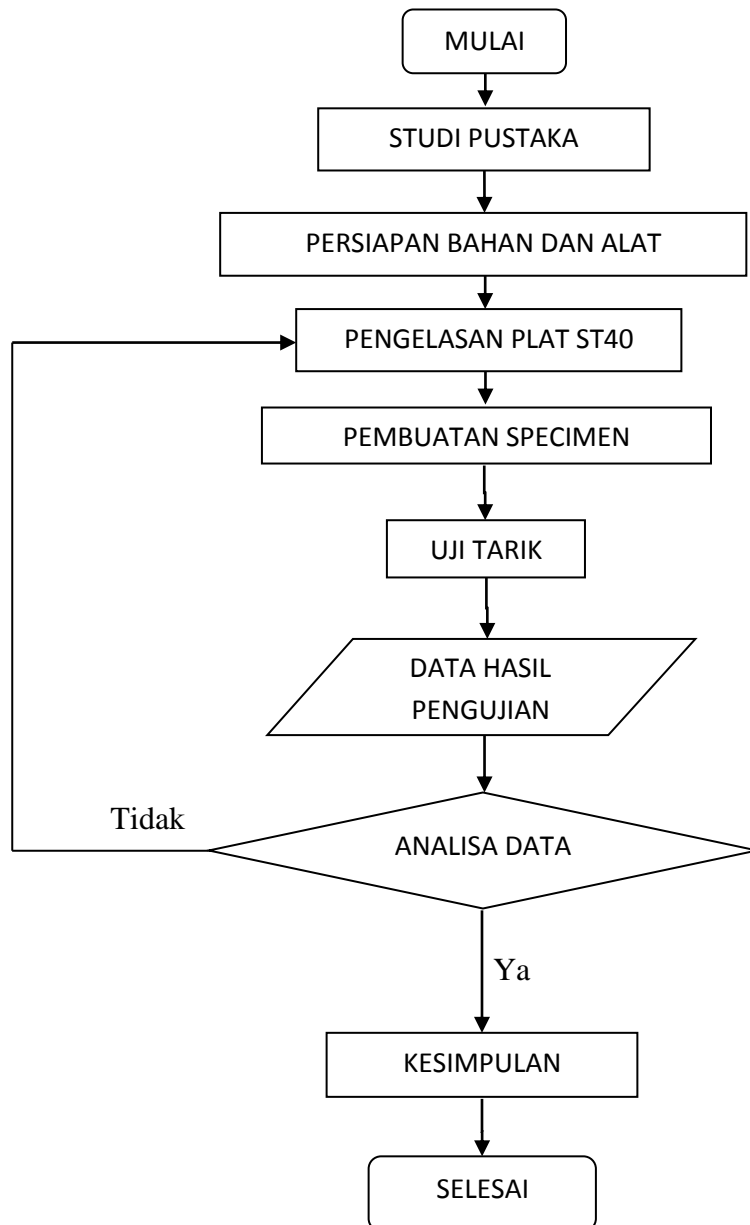 MULAI
STUDI PUSTAKA
PERSIAPAN BAHAN DAN ALAT
PENGELASAN PLAT ST40
PEMBUATAN SPECIMEN
UJI TARIK
DATA HASIL
PENGUJIAN
Tidak
ANALISA DATA
Ya
KESIMPULAN
SELESAI